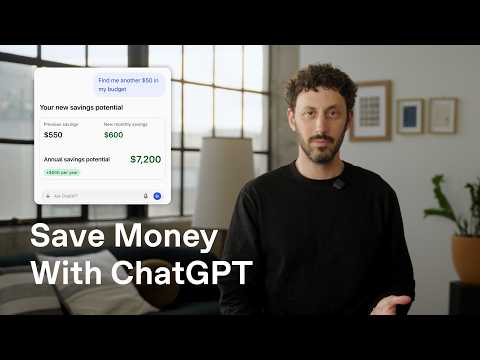 Find me another $50 in
my budget
Your new savings potential
Previous savings
New monthly savings
$550
$600
Annual savings potential
$7,200
+$600 per year
Ask ChatGPT
Save Money
With ChatGPT